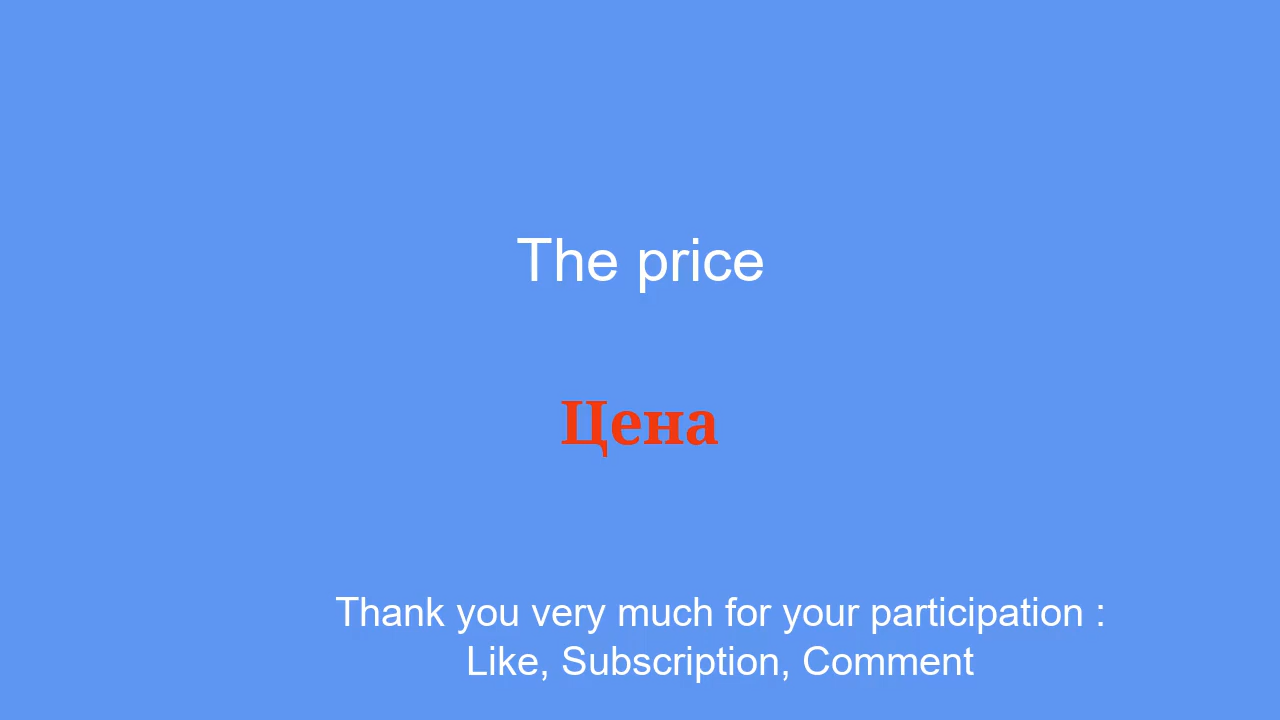 The price
Цена
Thank you very much for your participation :
Like, Subscription, Comment